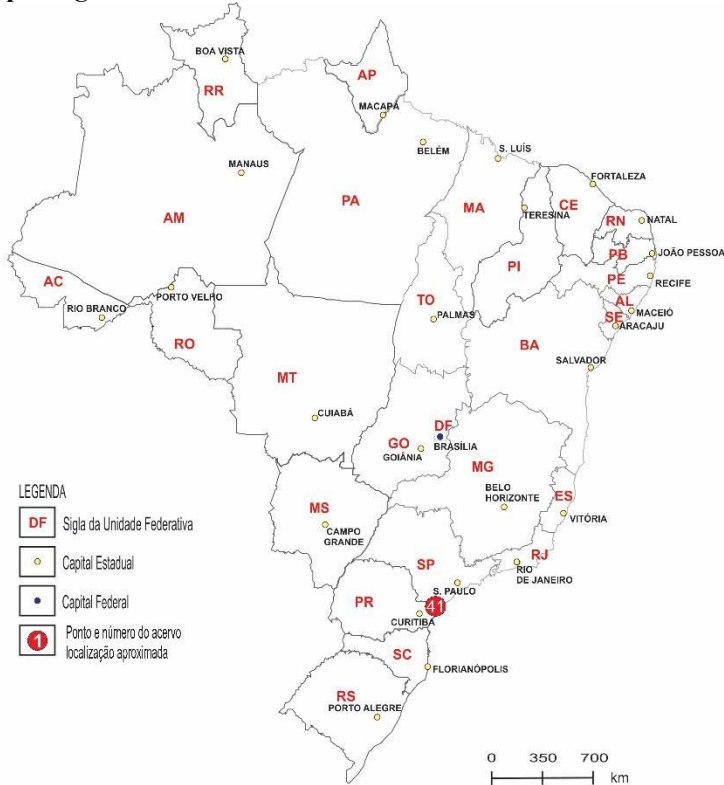 BOA VISTA
RR
AP
MACAPÁ
BELÉM
S. LUÍS
MANAUS
FORTALEZA
PA
MA
CE
TERESINA
RN
NATAL
AM
PB
JOÃO PESSOA
PI
PE
RECIFE
AC
PORTO VELHO
TO
AL
MACEIÓ
RIO BRANCO
PALMAS
SE
ARACAJU
RO
BA
MT
SALVADOR
CUIABÁ
DF
GO
BRASÍLIA
GOIÂNIA
MG
BELO
HORIZONTE
ES
VITÓRIA
MS
CAMPO
GRANDE
SP
RJ
RIO
DE JANEIRO
S. PAULO
PR
41
CURITIBA
SC
FLORIANÓPOLIS
RS
PORTO ALEGRE
LEGENDA
DF Sigla da Unidade Federativa
Capital Estadual
Capital Federal
1 Ponto e número do acervo
localização aproximada
0 350 700
km